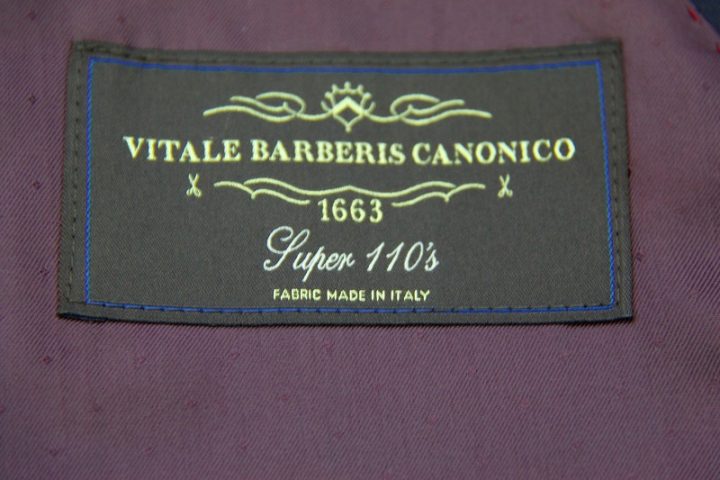 VITALE BARBERIS CANONICO
1663
Super 110's
FABRIC MADE IN ITALY